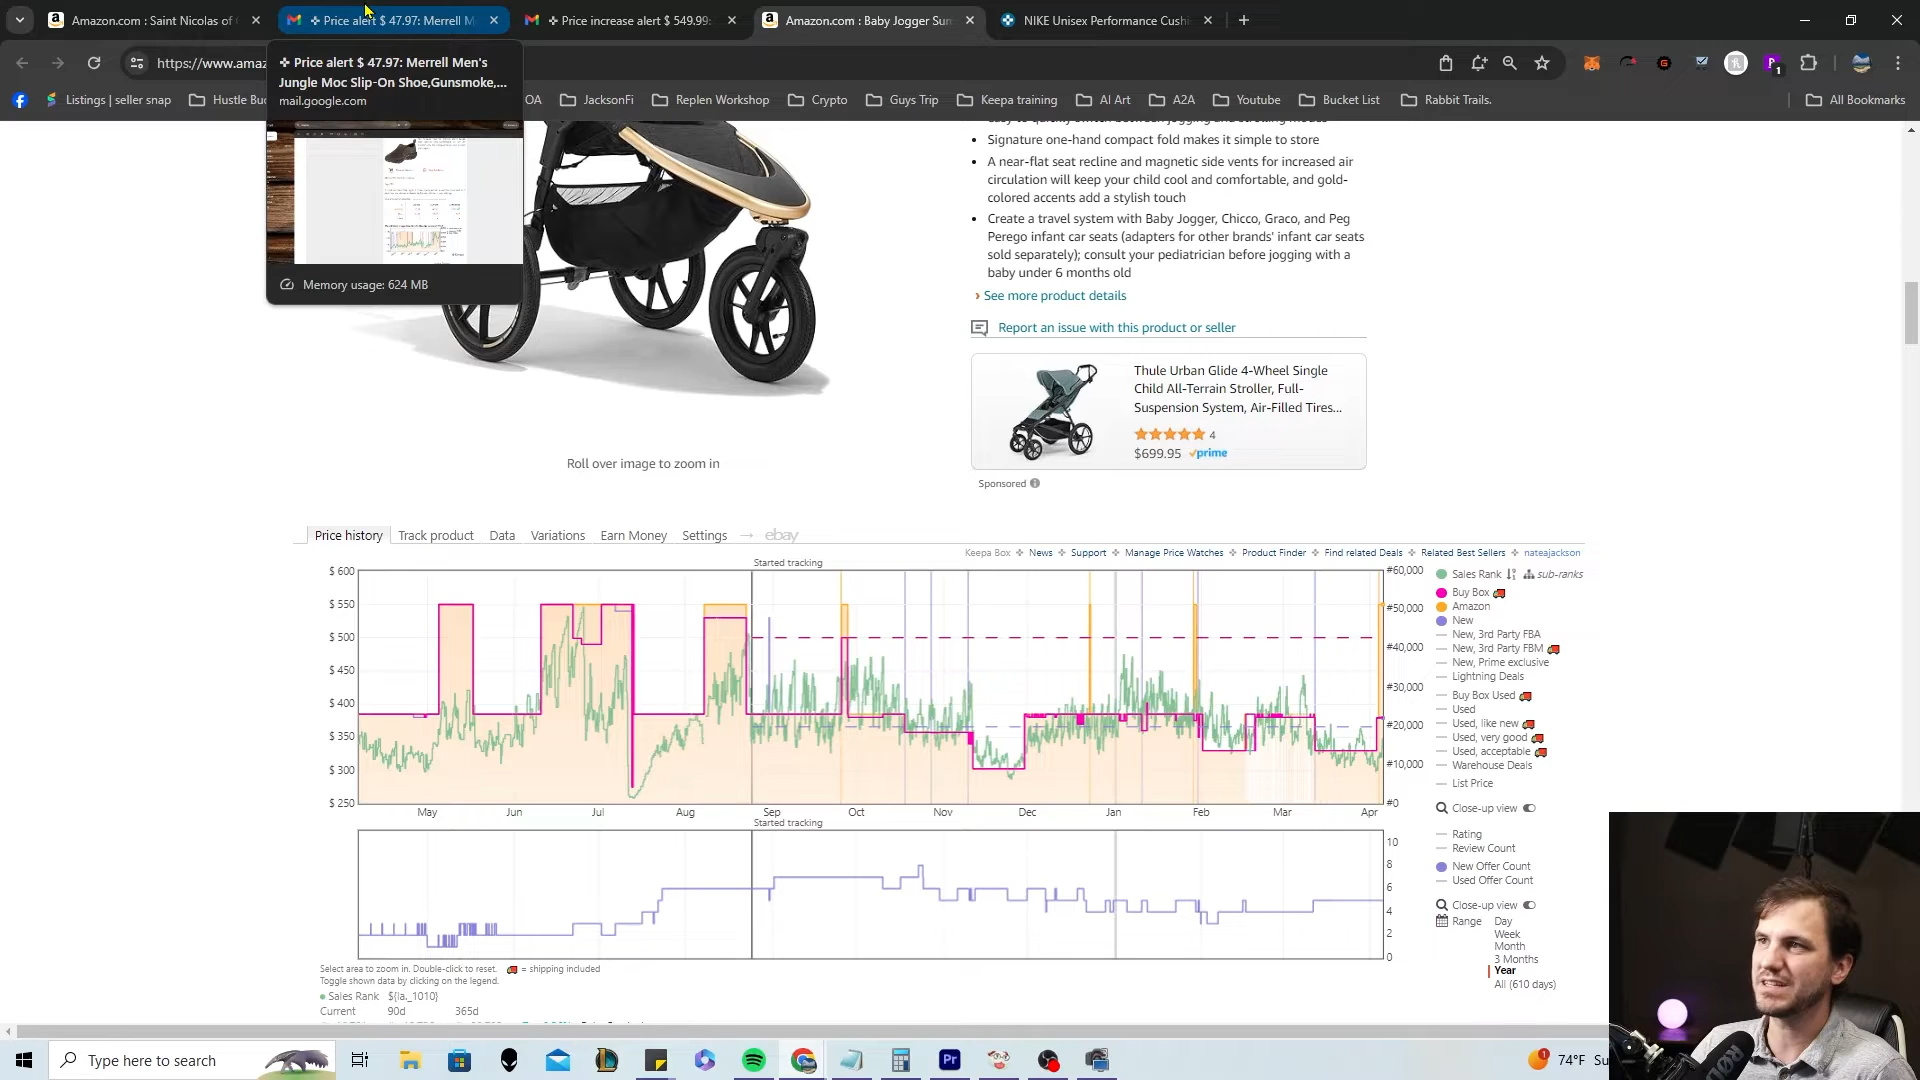 Amazon.com : Saint Nicolas of
Price alert $ 47.97: Merrell M
Price increase alert $ 549.99:
Amazon.com : Baby Jogger Sum
NIKE Unisex Performance Cushi
https://www.amaz
Price alert $ 47.97: Merrell Men's
Jungle Moc Slip-On Shoe,Gunsmoke,...
mail.google.com
Memory usage: 624 MB
Listings | seller snap
Hustle Buc
OA
JacksonFi
Replen Workshop
Crypto
Guys Trip
Keepa training
AI Art
A2A
Youtube
Bucket List
Rabbit Trails.
All Bookmarks
Signature one-hand compact fold makes it simple to store
A near-flat seat recline and magnetic side vents for increased air
circulation will keep your child cool and comfortable, and gold-
colored accents add a stylish touch
Create a travel system with Baby Jogger, Chicco, Graco, and Peg
Perego infant car seats (adapters for other brands' infant car seats
sold separately); consult your pediatrician before jogging with a
baby under 6 months old
› See more product details
Report an issue with this product or seller
Thule Urban Glide 4-Wheel Single
Child All-Terrain Stroller, Full-
Suspension System, Air-Filled Tires...
4
$699.95 prime
Sponsored
Roll over image to zoom in
Price history
Track product
Data
Variations
Earn Money
Settings
ebay
Keepa Box
News
Support
Manage Price Watches
Product Finder
Find related Deals
Related Best Sellers
nateajackson
Started tracking
$ 600
$ 550
$ 500
$ 450
$ 400
$ 350
$ 300
$ 250
#60,000
#50,000
#40,000
#30,000
#20,000
#10,000
#0
May
Jun
Jul
Aug
Sep
Oct
Nov
Dec
Jan
Feb
Mar
Apr
Started tracking
10
8
6
4
2
0
Sales Rank
sub-ranks
Buy Box
Amazon
New
New, 3rd Party FBA
New, 3rd Party FBM
New, Prime exclusive
Lightning Deals
Buy Box Used
Used
Used, like new
Used, very good
Used, acceptable
Warehouse Deals
List Price
Close-up view
Rating
Review Count
New Offer Count
Used Offer Count
Close-up view
Range
Day
Week
Month
3 Months
Year
All (610 days)
Select area to zoom in. Double-click to reset.
= shipping included
Toggle shown data by clicking on the legend.
Sales Rank
Current
90d
365d
Type here to search
74°F Su